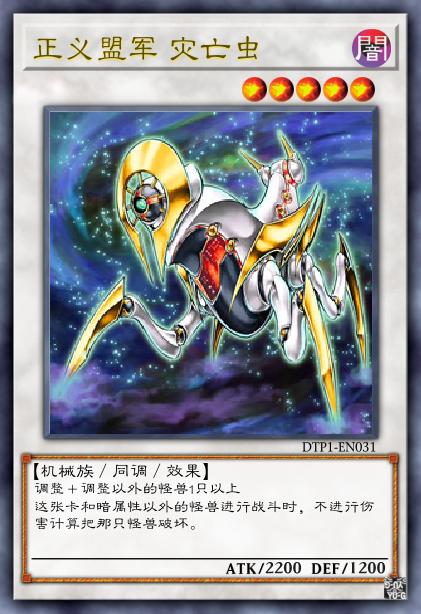 正义盟军 灾亡虫
闇
DTP1-EN031
【机械族／同调／效果】
调整＋调整以外的怪兽1只以上
这张卡和暗属性以外的怪兽进行战斗时，不进行伤
害计算把那只怪兽破坏。
ATK/2200 DEF/1200